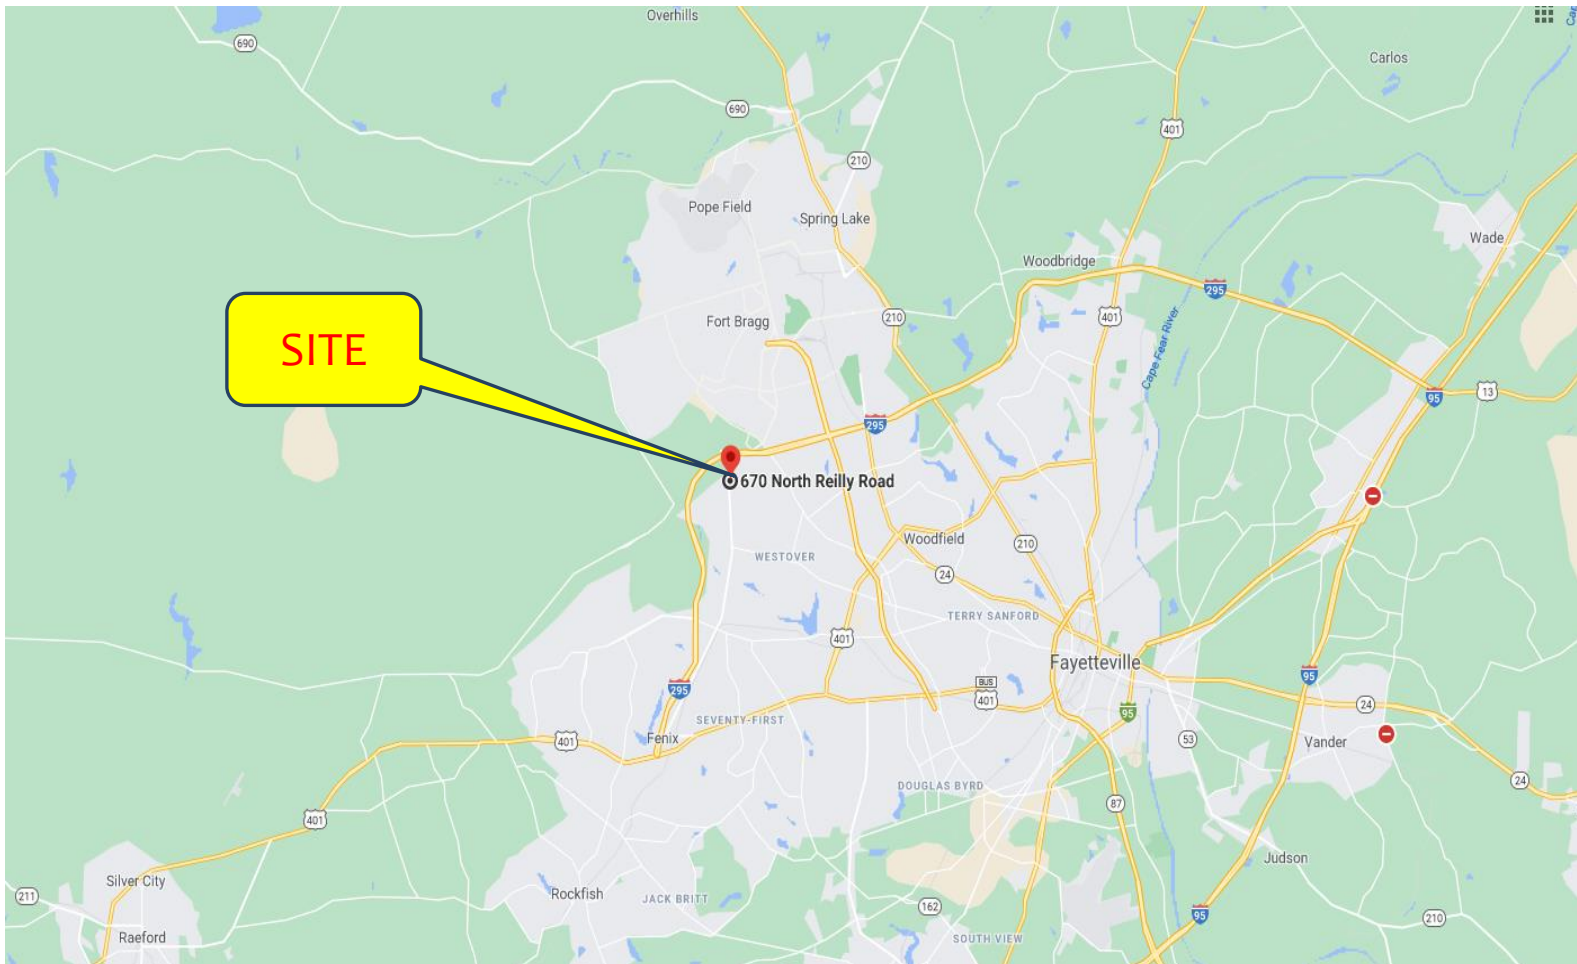 Overhills
690
Carlos
690
401
210
Pope Field
Spring Lake
Wade
Woodbridge
295
Cape Fear River
210
401
Fort Bragg
SITE
95
13
295
670 North Reilly Road
Woodfield
210
WESTOVER
24
TERRY SANFORD
401
Fayetteville
295
BUS
401
95
24
95
SEVENTY-FIRST
Fenix
401
53
Vander
24
DOUGLAS BYRD
87
401
Judson
Silver City
211
Rockfish
JACK BRITT
162
95
210
Raeford
SOUTH VIEW